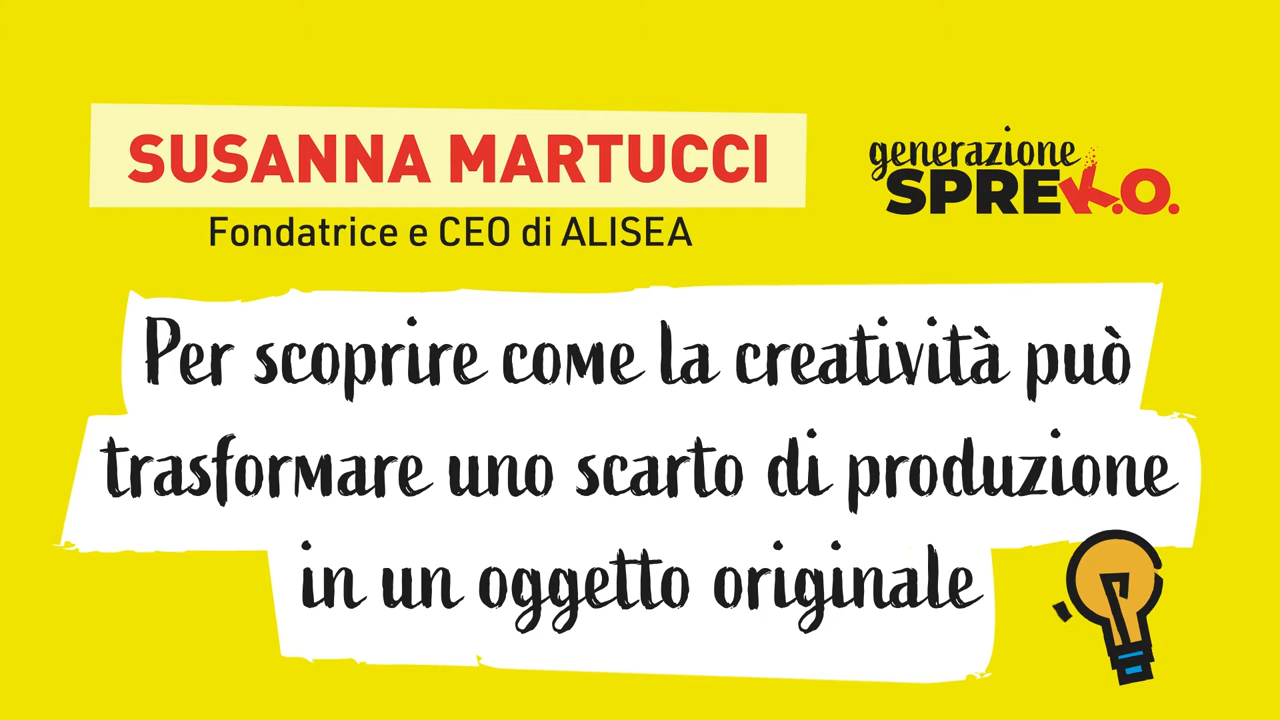 SUSANNA MARTUCCI
Fondatrice e CEO di ALISEA
generazione
SPREK.O.
Per scoprire come la creatività può
trasformare uno scarto di produzione
in un oggetto originale